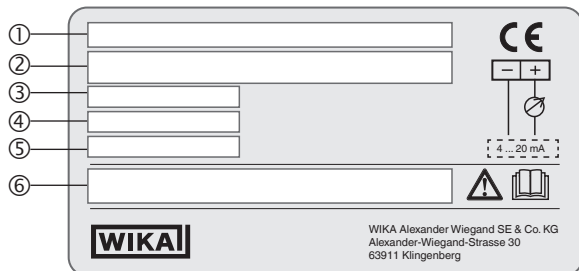 ①
②
③
④
⑤
⑥
CE
− +
4 ... 20 mA
WIKA
WIKA Alexander Wiegand SE & Co. KG
Alexander-Wiegand-Strasse 30
63911 Klingenberg